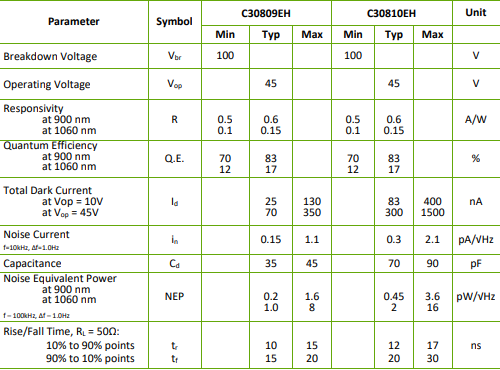 Parameter Symbol C30809EH C30810EH Unit
Min Typ Max Min Typ Max
Breakdown Voltage Vbr 100 100 V
Operating Voltage Vop 45 45 V
Responsivity R A/W
at 900 nm 0.5 0.6 0.5 0.6
at 1060 nm 0.1 0.15 0.1 0.15
Quantum Efficiency Q.E. %
at 900 nm 70 83 70 83
at 1060 nm 12 17 12 17
Total Dark Current Id nA
at Vop = 10V 25 130 83 400
at Vop = 45V 70 350 300 1500
Noise Current in 0.15 1.1 0.3 2.1 pA/√Hz
f=10kHz, Δf=1.0Hz
Capacitance Cd 35 45 70 90 pF
Noise Equivalent Power NEP pW/√Hz
at 900 nm 0.2 1.6 0.45 3.6
at 1060 nm 1.0 8 2 16
f – 100kHz, Δf – 1.0Hz
Rise/Fall Time, RL = 50Ω: ns
10% to 90% points tr 10 15 12 17
90% to 10% points tf 15 20 20 30